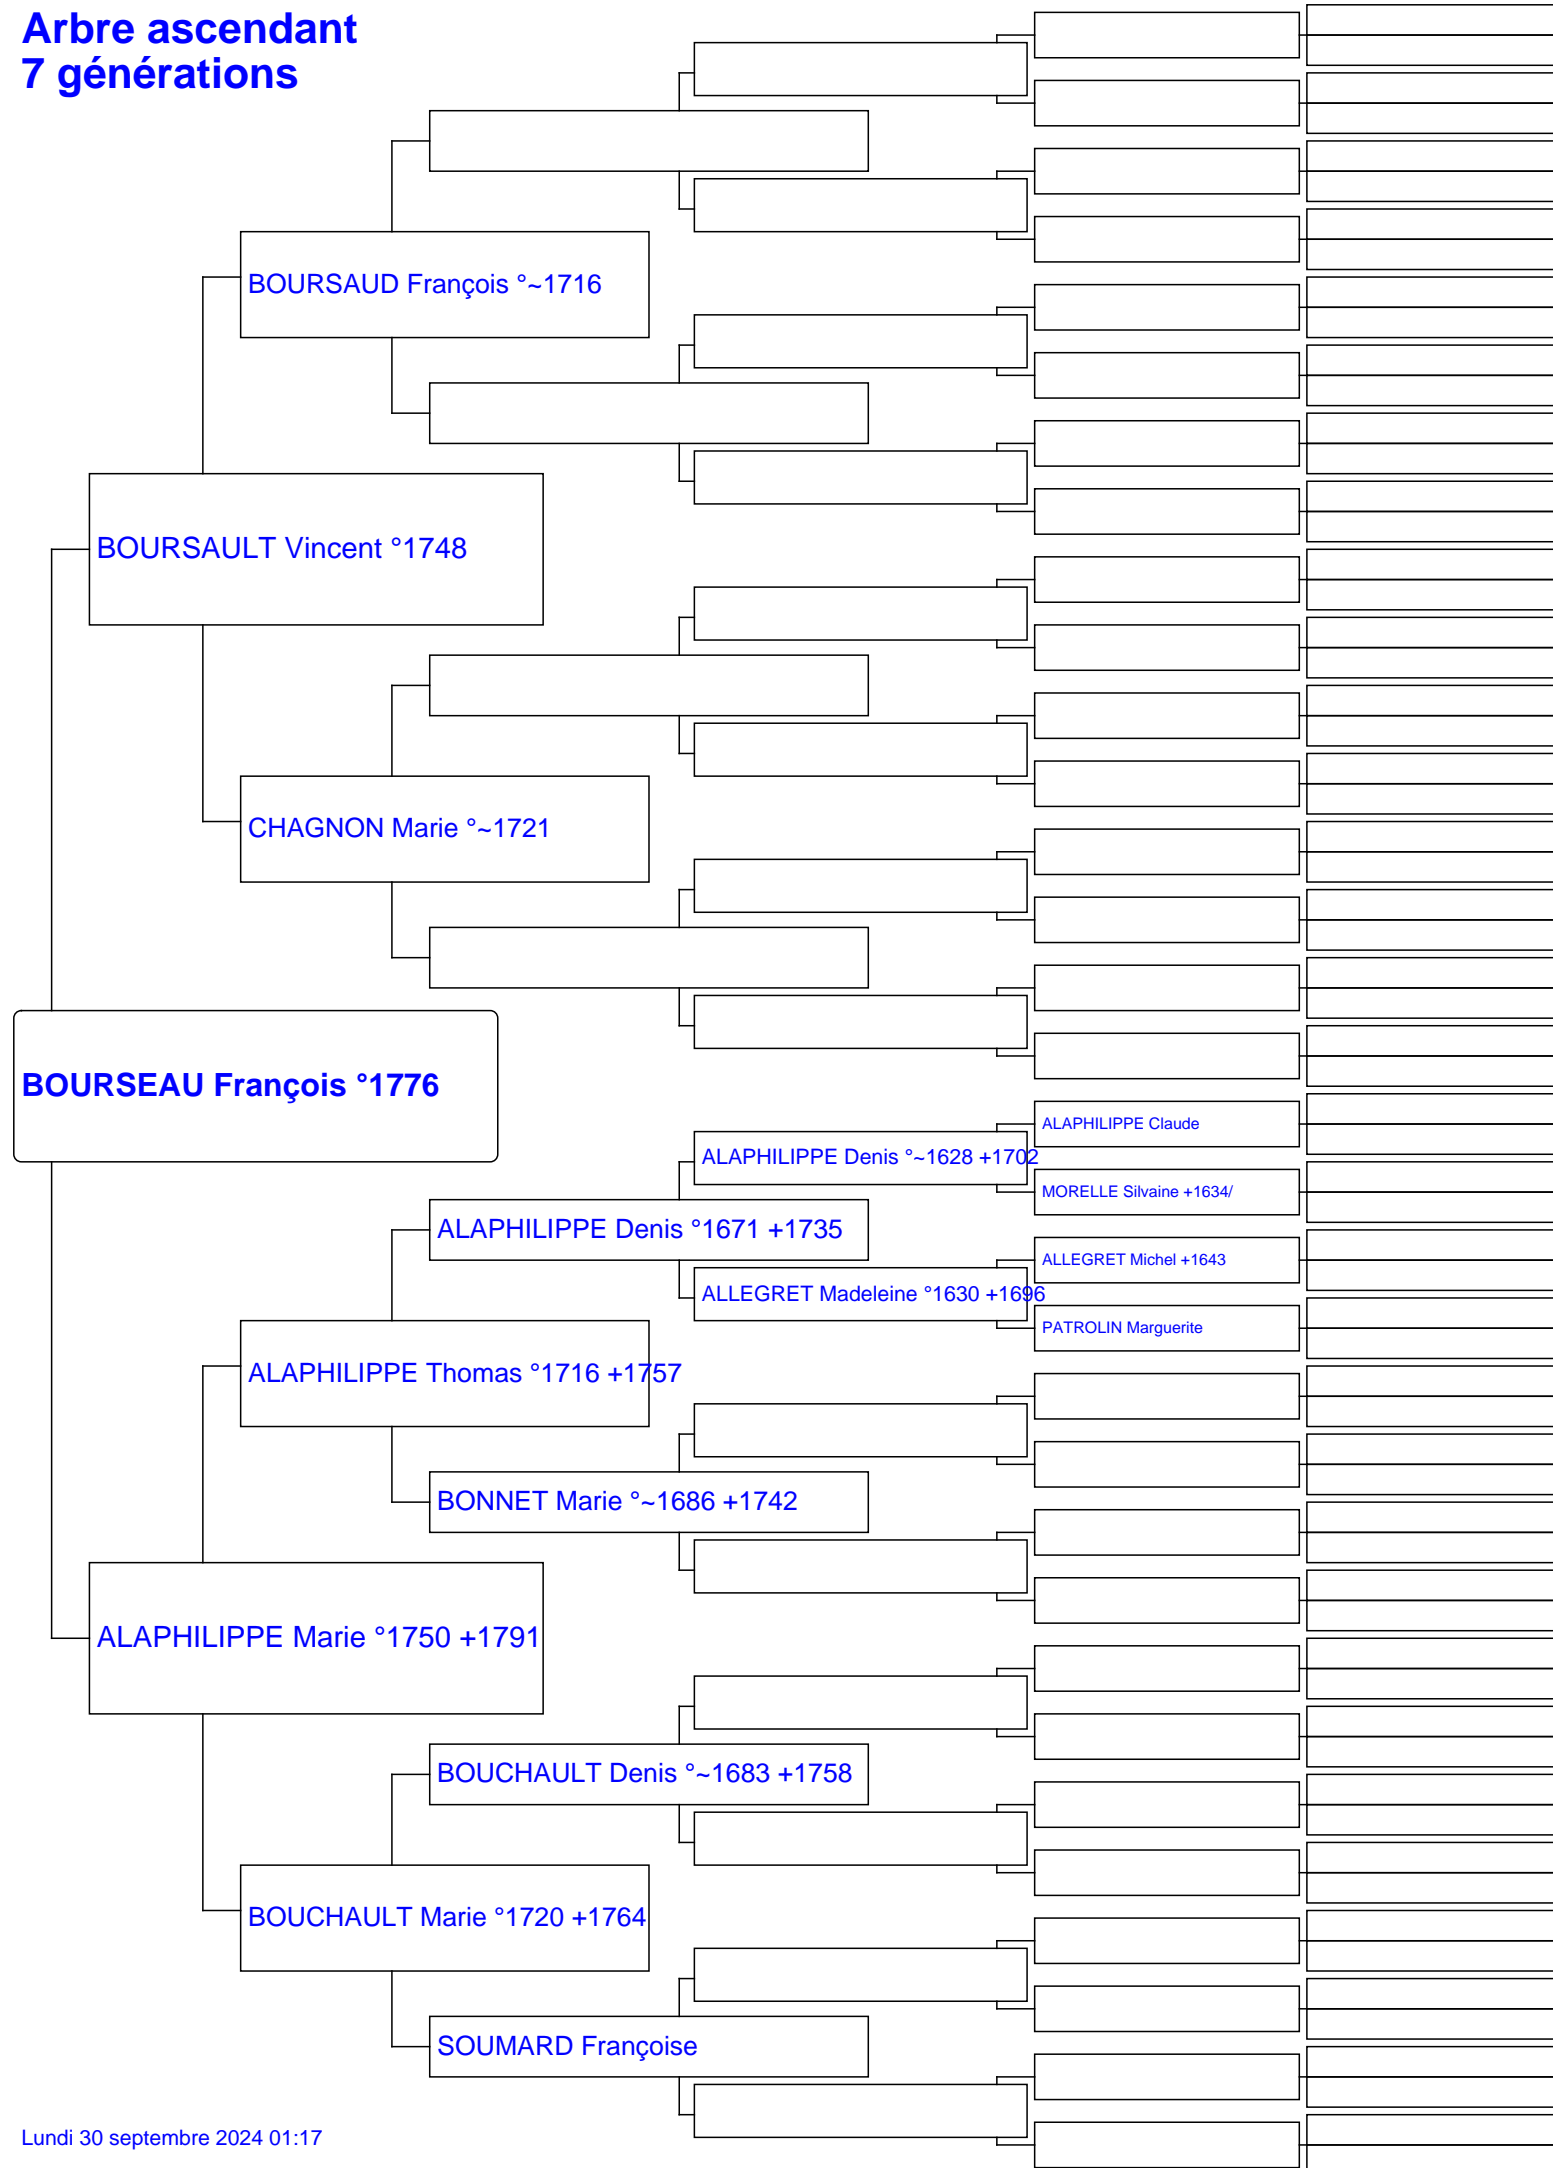 Arbre ascendant
7 générations
BOURSAUD François °~1716
BOURSAULT Vincent °1748
CHAGNON Marie °~1721
BOURSEAU François °1776
ALAPHILIPPE Claude
ALAPHILIPPE Denis °~1628 +1702
MORELLE Silvaine +1634/
ALAPHILIPPE Denis °1671 +1735
ALLEGRET Michel +1643
ALLEGRET Madeleine °1630 +1696
PATROLIN Marguerite
ALAPHILIPPE Thomas °1716 +1757
BONNET Marie °~1686 +1742
ALAPHILIPPE Marie °1750 +1791
BOUCHAULT Denis °~1683 +1758
BOUCHAULT Marie °1720 +1764
SOUMARD Françoise
Lundi 30 septembre 2024 01:17